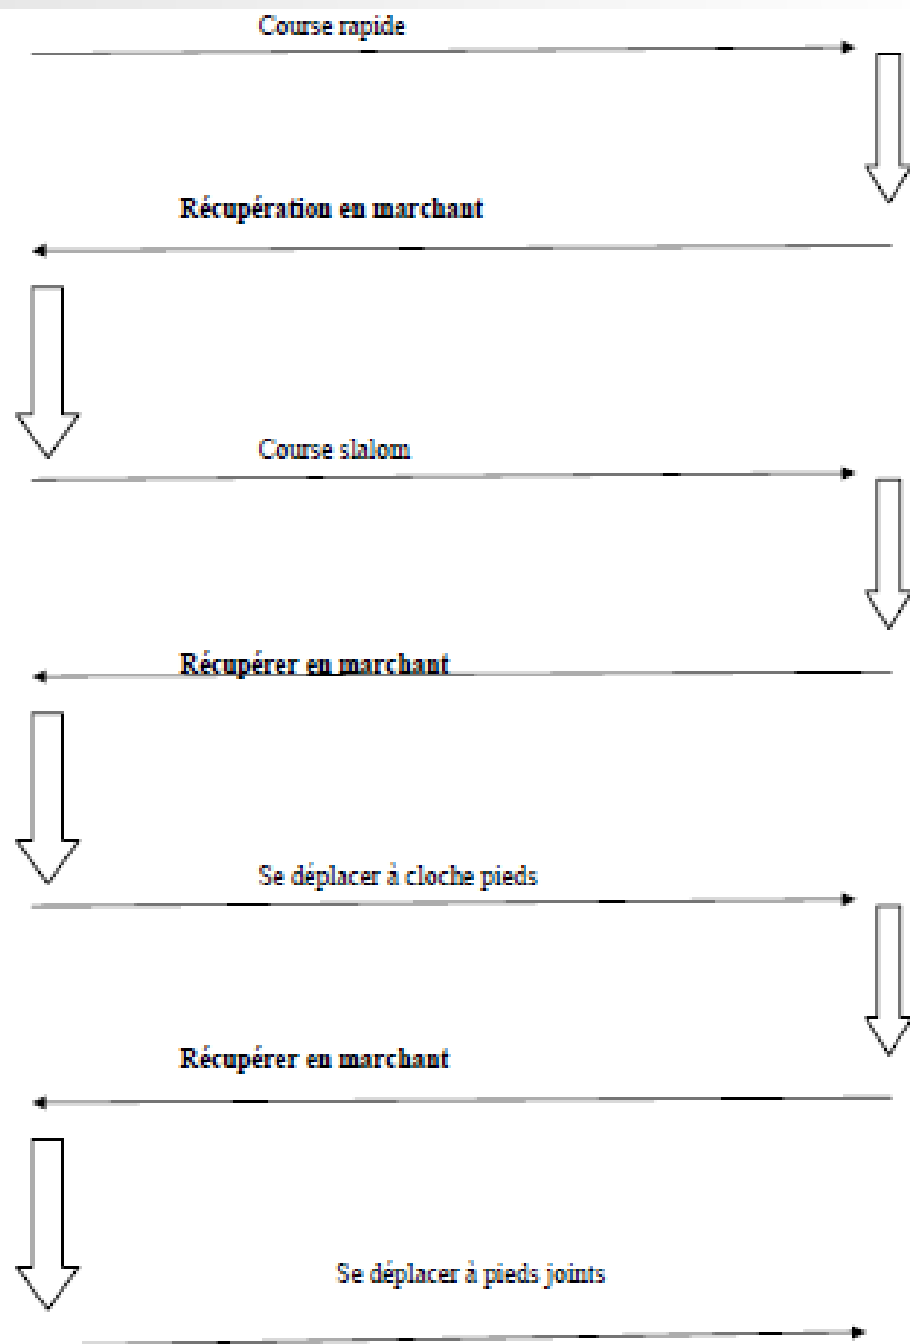 Course rapide
Récupération en marchant
Course slalom
Récupérer en marchant
Se déplacer à cloche pieds
Récupérer en marchant
Se déplacer à pieds joints